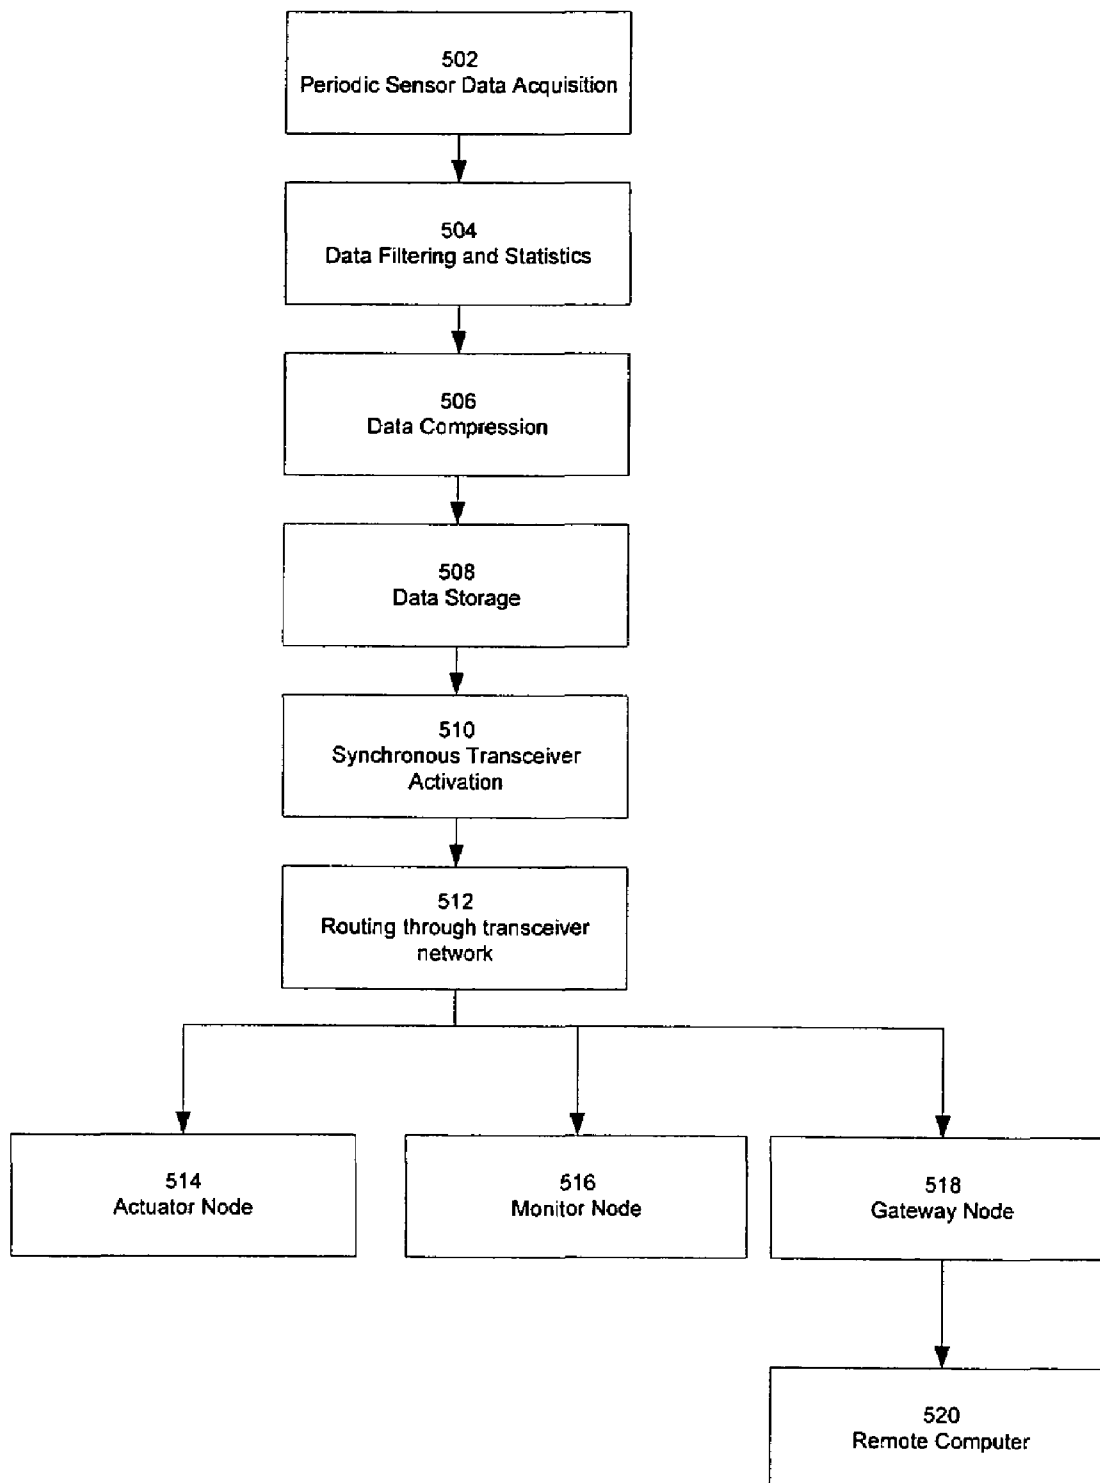 502
Periodic Sensor Data Acquisition
504
Data Filtering and Statistics
506
Data Compression
508
Data Storage
510
Synchronous Transceiver
Activation
512
Routing through transceiver
network
514
Actuator Node
516
Monitor Node
518
Gateway Node
520
Remote Computer